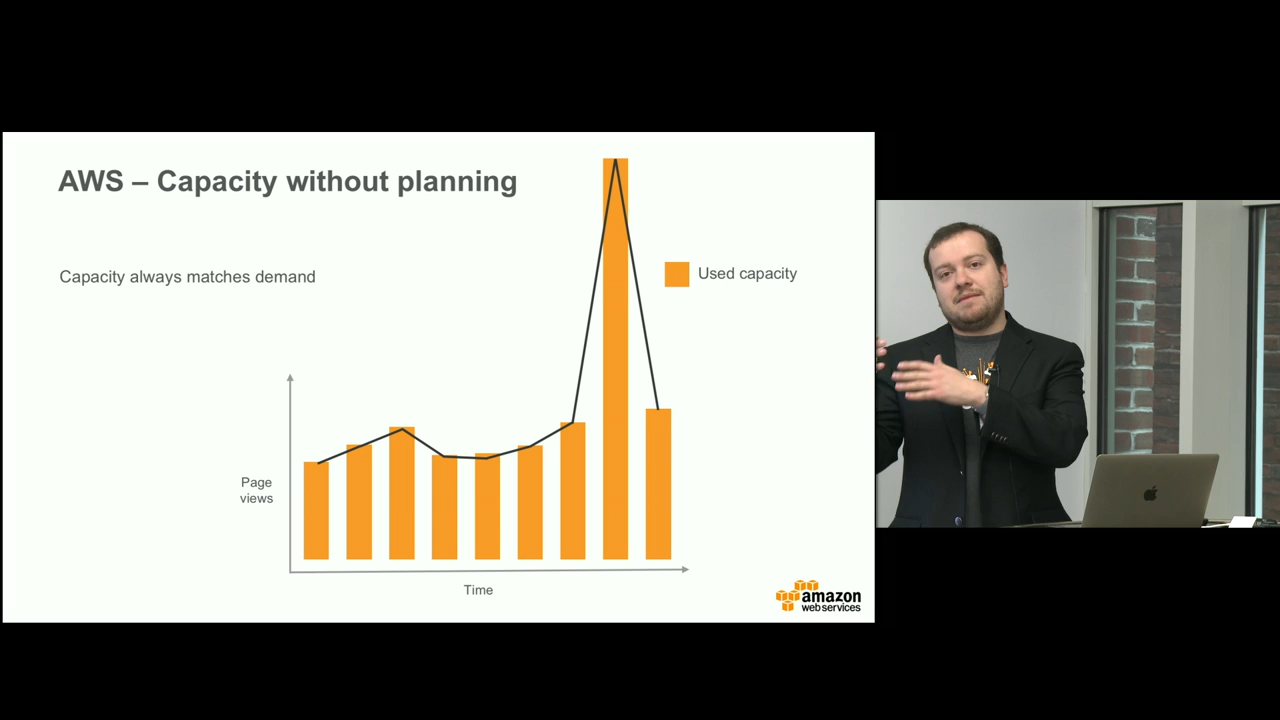 AWS – Capacity without planning
Capacity always matches demand
Used capacity
Page
views
Time
amazon
web services